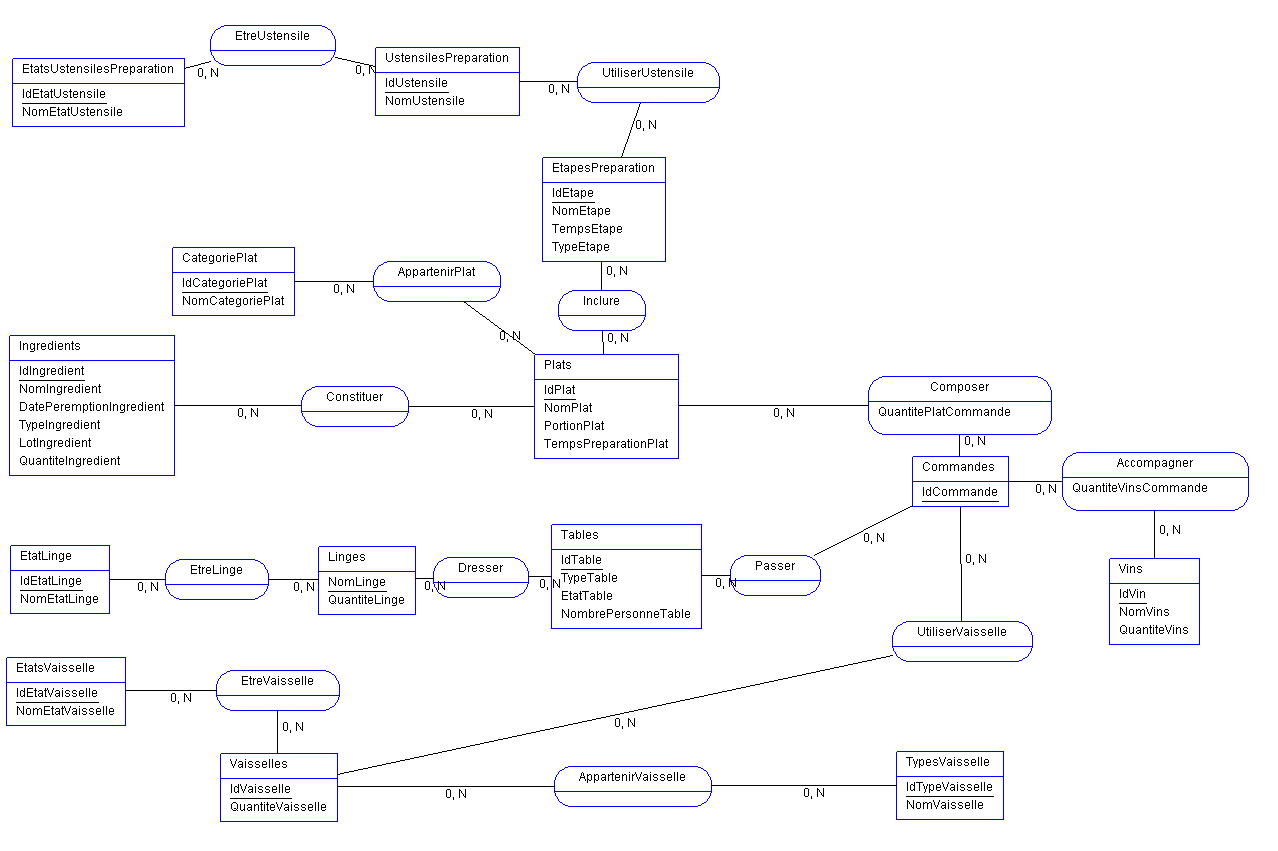 EtreUstensile
EtatsUstensilesPreparation
IdEtatUstensile
NomEtatUstensile
0, N
0, N
UstensilesPreparation
IdUstensile
NomUstensile
0, N
UtiliserUstensile
0, N
EtapesPreparation
IdEtape
NomEtape
TempsEtape
TypeEtape
0, N
CategoriePlat
IdCategoriePlat
NomCategoriePlat
0, N
AppartenirPlat
0, N
Inclure
0, N
Ingredients
IdIngredient
NomIngredient
DatePeremptionIngredient
TypeIngredient
LotIngredient
QuantiteIngredient
0, N
Constituer
0, N
Plats
IdPlat
NomPlat
PortionPlat
TempsPreparationPlat
0, N
Composer
QuantitePlatCommande
0, N
Commandes
IdCommande
0, N
Accompagner
QuantiteVinsCommande
0, N
Vins
IdVin
NomVins
QuantiteVins
EtatLinge
IdEtatLinge
NomEtatLinge
0, N
EtreLinge
0, N
Linges
NomLinge
QuantiteLinge
0, N
Dresser
0, N
Tables
IdTable
TypeTable
EtatTable
NombrePersonneTable
0, N
Passer
0, N
0, N
UtiliserVaisselle
0, N
EtatsVaisselle
IdEtatVaisselle
NomEtatVaisselle
0, N
EtreVaisselle
0, N
Vaisselles
IdVaisselle
QuantiteVaisselle
0, N
AppartenirVaisselle
0, N
TypesVaisselle
IdTypeVaisselle
NomVaisselle